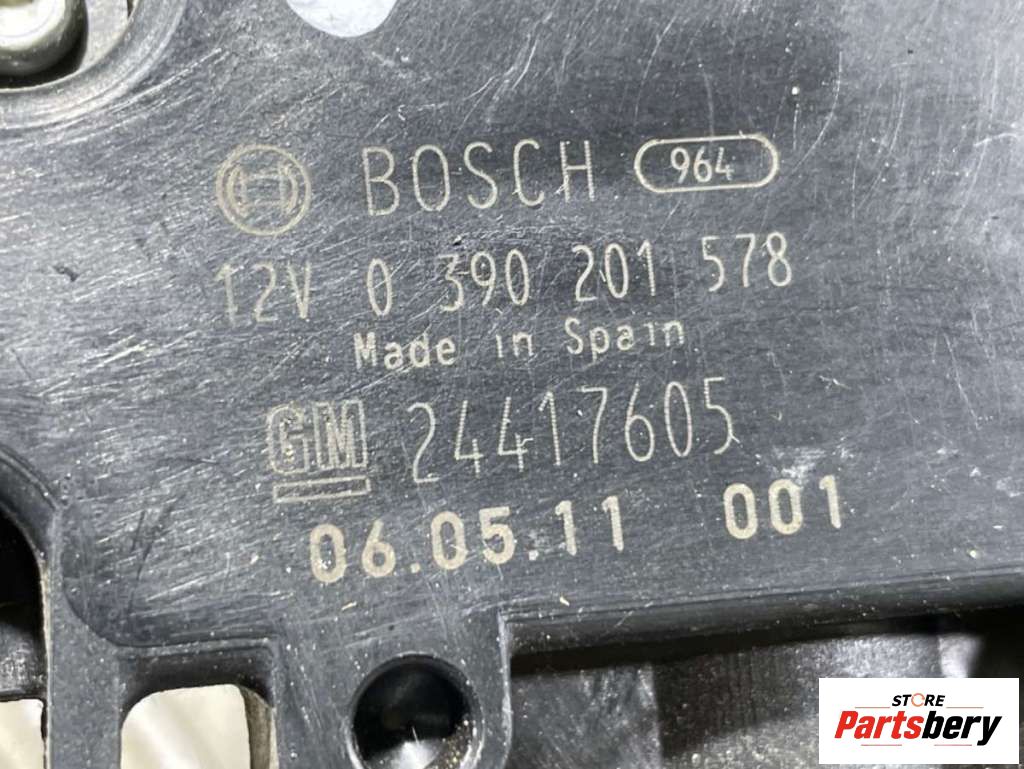 BOSCH 964
12V 0 390 201 578
Made in Spain
GM 24417605
06.05.11 001
STORE
Partsbery